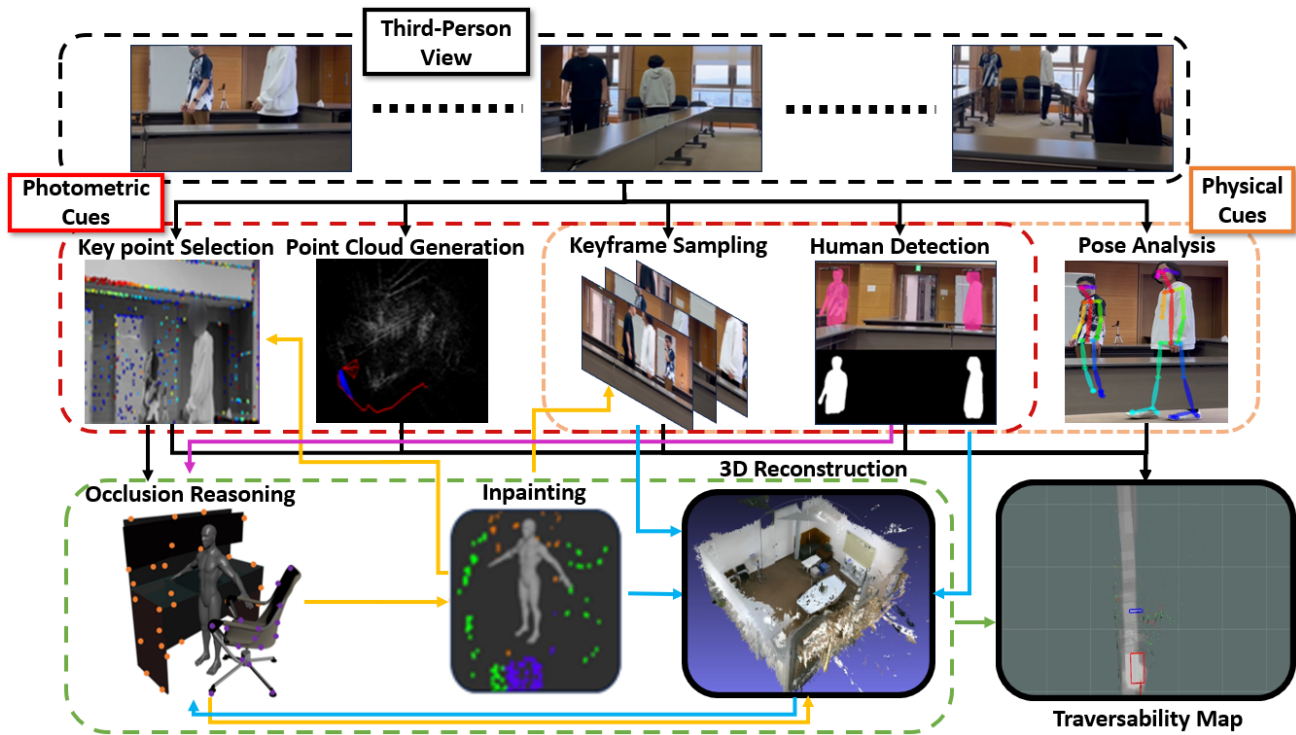 Third-Person
View
Photometric
Cues
Physical
Cues
Key point Selection
Point Cloud Generation
Keyframe Sampling
Human Detection
Pose Analysis
3D Reconstruction
Occlusion Reasoning
Inpainting
Traversability Map